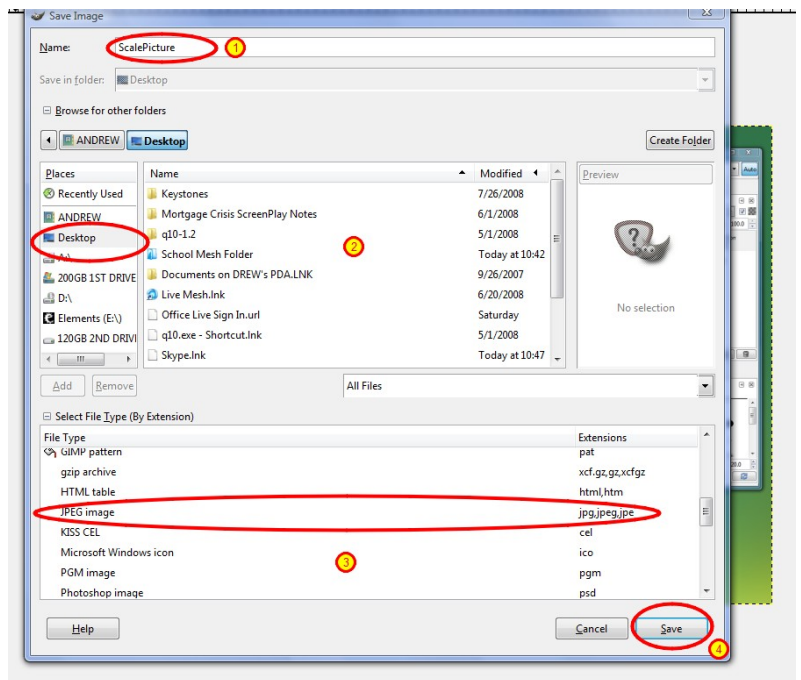 Save Image
Name: ScalePicture 1
Save in folder: Desktop
Browse for other folders
ANDREW Desktop Create Folder
Places Name Modified Preview
Recently Used Keystones 7/26/2008
ANDREW Mortgage Crisis ScreenPlay Notes 6/1/2008
Desktop q10-1.2 5/1/2008
2
A:\ School Mesh Folder Today at 10:42
200GB 1ST DRIVE Documents on DREW's PDA.LNK 9/26/2007
D:\ Live Mesh.lnk 6/20/2008
Elements (E:\) Office Live Sign In.url Saturday No selection
120GB 2ND DRIVI q10.exe - Shortcut.lnk 5/1/2008
Skype.lnk Today at 10:47
Add Remove All Files
Select File Type (By Extension)
File Type Extensions
GIMP pattern pat
gzip archive xcf.gz,gz,xcfgz
HTML table html,htm
JPEG image jpg,jpeg,jpe
KISS CEL cel
Microsoft Windows icon ico
3
PGM image pgm
Photoshop image psd
Help Cancel Save
4
Auto
100.0
20.0